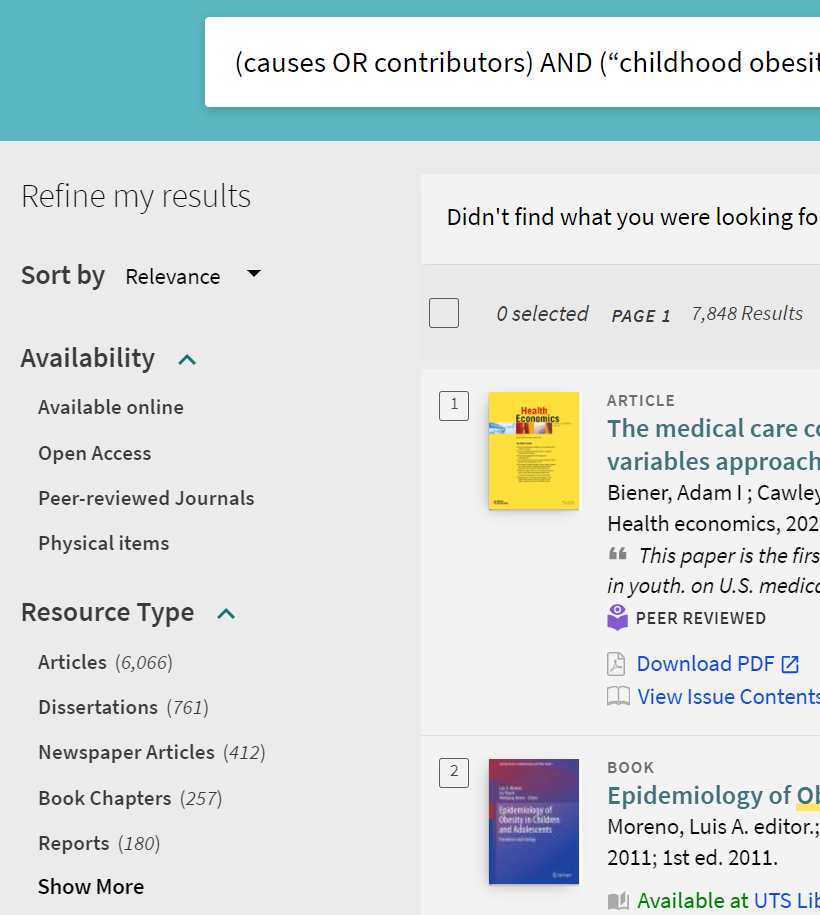 (causes OR contributors) AND (“childhood obesit
Refine my results
Sort by Relevance
Availability
Available online
Open Access
Peer-reviewed Journals
Physical items
Resource Type
Articles (6,066)
Dissertations (761)
Newspaper Articles (412)
Book Chapters (257)
Reports (180)
Show More
Didn't find what you were looking fo
0 selected PAGE 1 7,848 Results
1
Health
Economics
ARTICLE
The medical care co
variables approach
Biener, Adam I ; Cawley
Health economics, 202
This paper is the firs
in youth. on U.S. medica
PEER REVIEWED
Download PDF
View Issue Contents
2
Epidemiology of
Obesity in Children
and Adolescents
Springer
BOOK
Epidemiology of Ob
Moreno, Luis A. editor.;
2011; 1st ed. 2011.
Available at UTS Lib